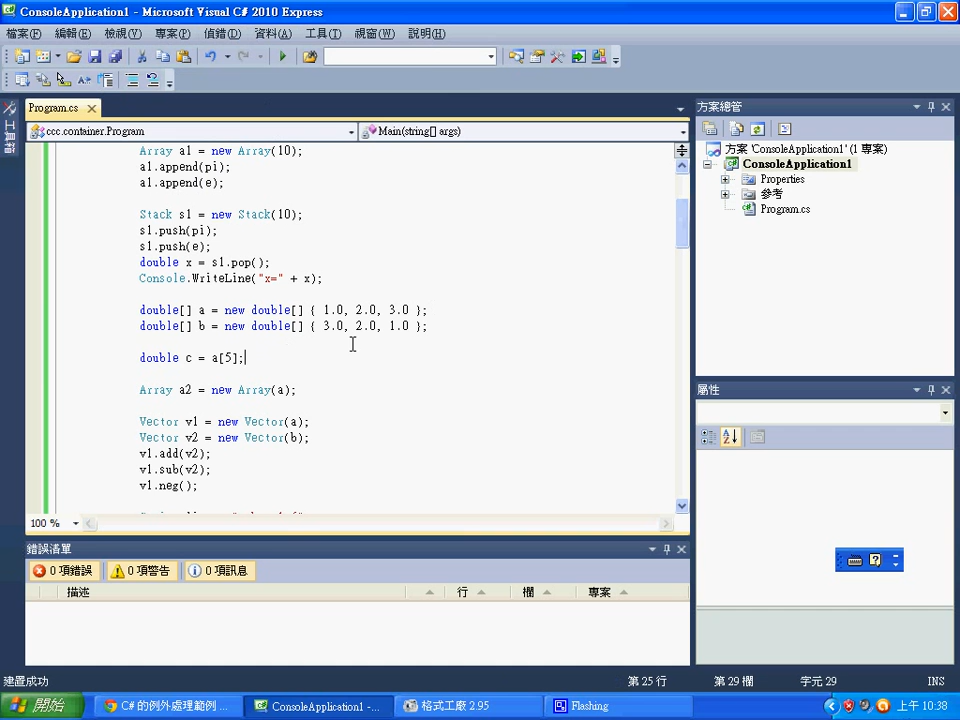 ConsoleApplication1 - Microsoft Visual C# 2010 Express
檔案(F) 編輯(E) 檢視(V) 專案(P) 偵錯(D) 資料(A) 工具(T) 視窗(W) 說明(H)
Program.cs
ccc.container.Program
Main(string[] args)
Array a1 = new Array(10);
a1.append(pi);
a1.append(e);
Stack s1 = new Stack(10);
s1.push(pi);
s1.push(e);
double x = s1.pop();
Console.WriteLine("x=" + x);
double[] a = new double[] { 1.0, 2.0, 3.0 };
double[] b = new double[] { 3.0, 2.0, 1.0 };
double c = a[5];
Array a2 = new Array(a);
Vector v1 = new Vector(a);
Vector v2 = new Vector(b);
v1.add(v2);
v1.sub(v2);
v1.neg();
100 %
工具箱
方案總管
方案 'ConsoleApplication1' (1 專案)
ConsoleApplication1
Properties
參考
Program.cs
屬性
錯誤清單
0 項錯誤 0 項警告 0 項訊息
描述 行 欄 專案
建置成功 第 25 行 第 29 欄 字元 29 INS
開始 C# 的例外處理範例 ... ConsoleApplication1 -... 格式工廠 2.95 Flashing 上午 10:38